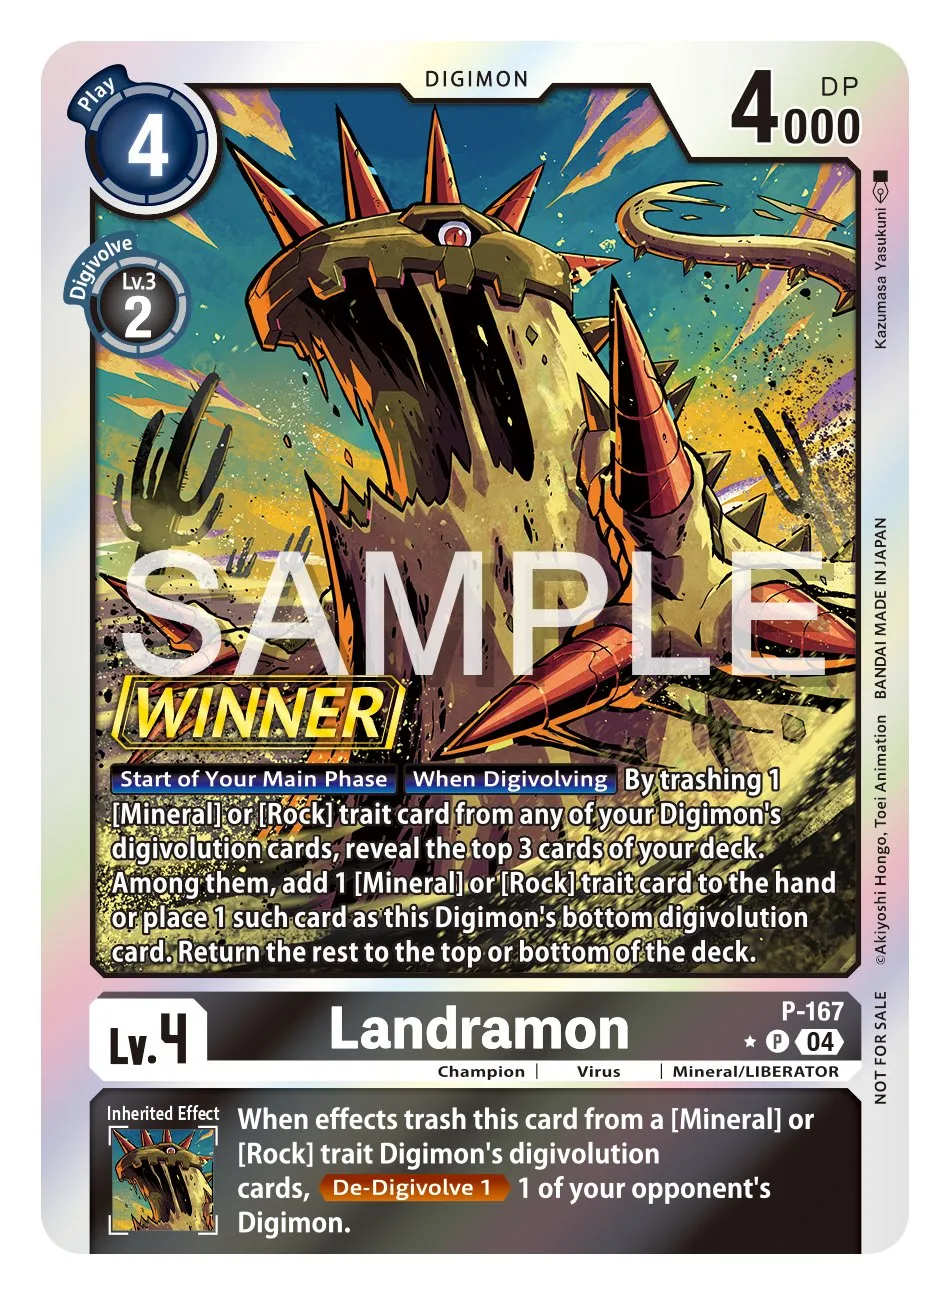 DIGIMON
Play
4
4000
DP
Digivolve
Lv.3
2
Kazumasa Yasukuni
SAMPLE
WINNER
Start of Your Main Phase When Digivolving By trashing 1
[Mineral] or [Rock] trait card from any of your Digimon's
digivolution cards, reveal the top 3 cards of your deck.
Among them, add 1 [Mineral] or [Rock] trait card to the hand
or place 1 such card as this Digimon's bottom digivolution
card. Return the rest to the top or bottom of the deck.
©Akiyoshi Hongo, Toei Animation BANDAI MADE IN JAPAN
NOT FOR SALE
Lv.4
Landramon
P-167
P 04
Champion | Virus | Mineral/LIBERATOR
Inherited Effect
When effects trash this card from a [Mineral] or
[Rock] trait Digimon's digivolution
cards, De-Digivolve 1 1 of your opponent's
Digimon.